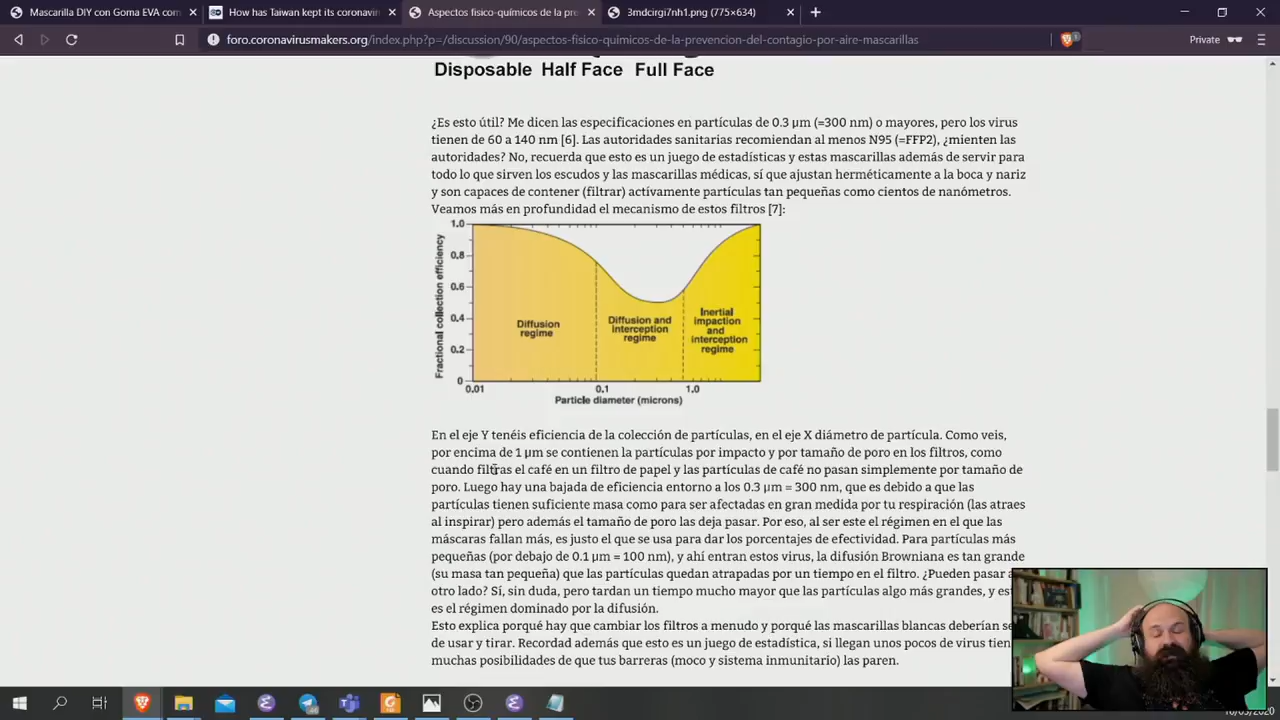 Mascarilla DIY con Goma EVA com
How has Taiwan kept its coronavir
Aspectos físico-químicos de la pre
3mdcirgi7nh1.png (775×634)
foro.coronavirusmakers.org/index.php?p=/discussion/90/aspectos-fisico-quimicos-de-la-prevencion-del-contagio-por-aire-mascarillas
1
Private
Disposable Half Face Full Face
¿Es esto útil? Me dicen las especificaciones en partículas de 0.3 μm (=300 nm) o mayores, pero los virus
tienen de 60 a 140 nm [6]. Las autoridades sanitarias recomiendan al menos N95 (=FFP2), ¿mienten las
autoridades? No, recuerda que esto es un juego de estadísticas y estas mascarillas además de servir para
todo lo que sirven los escudos y las mascarillas médicas, sí que ajustan herméticamente a la boca y nariz
y son capaces de contener (filtrar) activamente partículas tan pequeñas como cientos de nanómetros.
Veamos más en profundidad el mecanismo de estos filtros [7]:
Fractional collection efficiency
1.0
0.8
0.6
0.4
0.2
0
Diffusion
regime
Diffusion and
interception
regime
Inertial
impaction
and
interception
regime
0.01
0.1
1.0
Particle diameter (microns)
En el eje Y tenéis eficiencia de la colección de partículas, en el eje X diámetro de partícula. Como veis,
por encima de 1 μm se contienen la partículas por impacto y por tamaño de poro en los filtros, como
cuando filtras el café en un filtro de papel y las partículas de café no pasan simplemente por tamaño de
poro. Luego hay una bajada de eficiencia entorno a los 0.3 μm = 300 nm, que es debido a que las
partículas tienen suficiente masa como para ser afectadas en gran medida por tu respiración (las atraes
al inspirar) pero además el tamaño de poro las deja pasar. Por eso, al ser este el régimen en el que las
máscaras fallan más, es justo el que se usa para dar los porcentajes de efectividad. Para partículas más
pequeñas (por debajo de 0.1 μm = 100 nm), y ahí entran estos virus, la difusión Browniana es tan grande
(su masa tan pequeña) que las partículas quedan atrapadas por un tiempo en el filtro. ¿Pueden pasar a
otro lado? Sí, sin duda, pero tardan un tiempo mucho mayor que las partículas algo más grandes, y est
es el régimen dominado por la difusión.
Esto explica porqué hay que cambiar los filtros a menudo y porqué las mascarillas blancas deberían se
de usar y tirar. Recordad además que esto es un juego de estadística, si llegan unos pocos de virus tien
muchas posibilidades de que tus barreras (moco y sistema inmunitario) las paren.